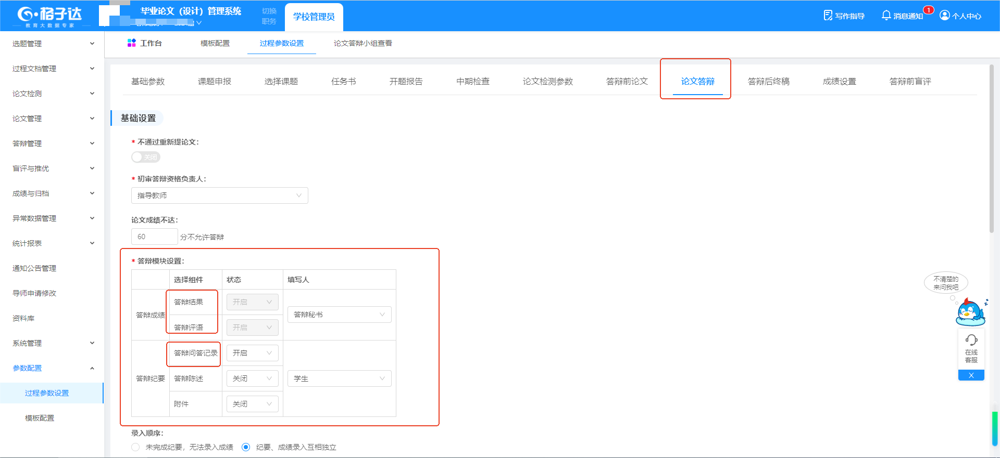 格子达
教育大数据专家
毕业论文（设计）管理系统
切换
职务
学校管理员
写作指导
消息通知
1
个人中心
选题管理
过程文档管理
论文检测
论文管理
答辩管理
盲评与推优
成绩与归档
异常数据管理
统计报表
通知公告管理
导师申请修改
资料库
系统管理
参数配置
过程参数设置
模板配置
工作台
模板配置
过程参数设置
论文答辩小组查看
基础参数
课题申报
选择课题
任务书
开题报告
中期检查
论文检测参数
答辩前论文
论文答辩
答辩后终稿
成绩设置
答辩前盲评
基础设置
* 不通过重新提论文：
关闭
* 初审答辩资格负责人：
指导教师
论文成绩不达：
60 分不允许答辩
* 答辩模块设置：
选择组件 状态 填写人
答辩成绩
答辩结果 开启
答辩秘书
答辩评语 开启
答辩纪要
答辩问答记录 开启
答辩陈述 关闭
学生
附件 关闭
录入顺序：
未完成纪要，无法录入成绩 纪要、成绩录入互相独立
不清楚的
来问我吧
在线
客服
X